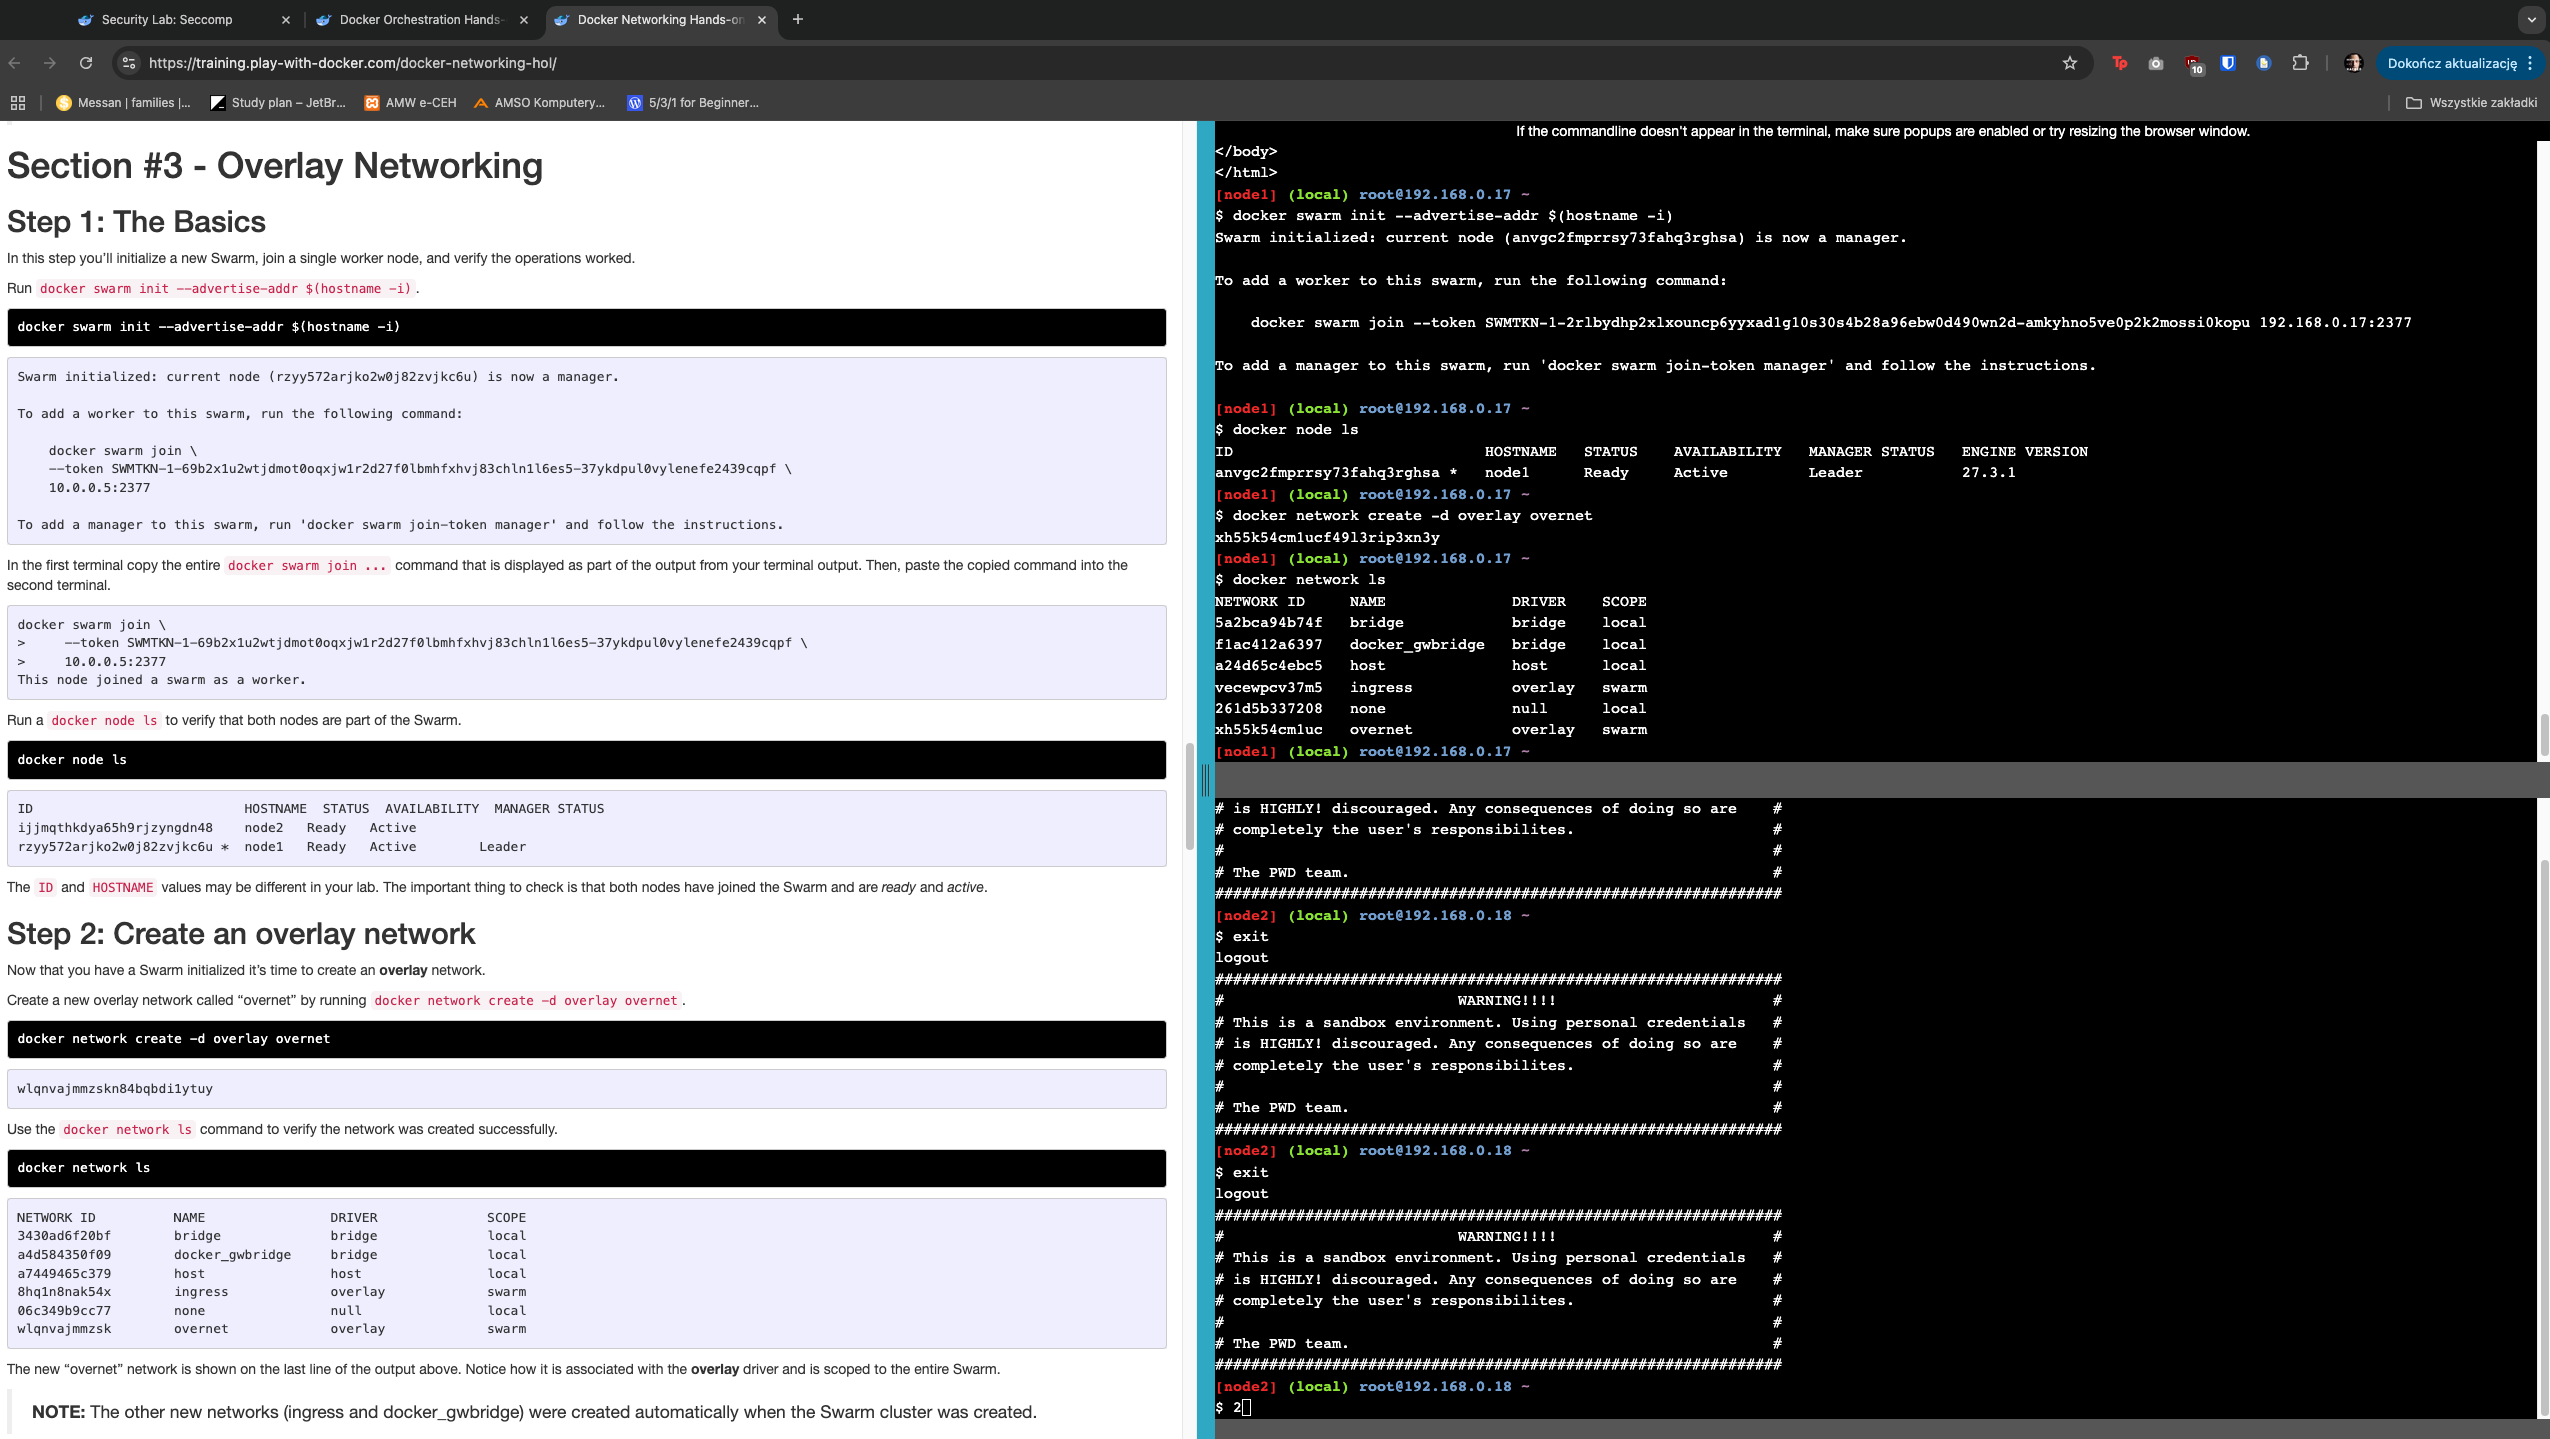 Security Lab: Seccomp
Docker Orchestration Hands-
Docker Networking Hands-on
https://training.play-with-docker.com/docker-networking-hol/
10
Dokończ aktualizację
Messan | families |...
Study plan – JetBr...
AMW e-CEH
AMSO Komputery...
5/3/1 for Beginner...
Wszystkie zakładki
Section #3 - Overlay Networking
Step 1: The Basics
In this step you'll initialize a new Swarm, join a single worker node, and verify the operations worked.
Run docker swarm init --advertise-addr $(hostname -i).
docker swarm init --advertise-addr $(hostname -i)
Swarm initialized: current node (rzyy572arjko2w0j82zvjkc6u) is now a manager.
To add a worker to this swarm, run the following command:
docker swarm join \
--token SWMTKN-1-69b2x1u2wtjdmot0oqxjw1r2d27f0lbmhfxhvj83chln1l6es5-37ykdpul0vylenefe2439cqpf \
10.0.0.5:2377
To add a manager to this swarm, run 'docker swarm join-token manager' and follow the instructions.
In the first terminal copy the entire docker swarm join ... command that is displayed as part of the output from your terminal output. Then, paste the copied command into the
second terminal.
docker swarm join \
> --token SWMTKN-1-69b2x1u2wtjdmot0oqxjw1r2d27f0lbmhfxhvj83chln1l6es5-37ykdpul0vylenefe2439cqpf \
> 10.0.0.5:2377
This node joined a swarm as a worker.
Run a docker node ls to verify that both nodes are part of the Swarm.
docker node ls
ID HOSTNAME STATUS AVAILABILITY MANAGER STATUS
ijjmqthkdya65h9rjzyngdn48 node2 Ready Active
rzyy572arjko2w0j82zvjkc6u * node1 Ready Active Leader
The ID and HOSTNAME values may be different in your lab. The important thing to check is that both nodes have joined the Swarm and are ready and active.
Step 2: Create an overlay network
Now that you have a Swarm initialized it's time to create an overlay network.
Create a new overlay network called “overnet” by running docker network create -d overlay overnet.
docker network create -d overlay overnet
wlqnvajmmzskn84bqbdi1ytuy
Use the docker network ls command to verify the network was created successfully.
docker network ls
NETWORK ID NAME DRIVER SCOPE
3430ad6f20bf bridge bridge local
a4d584350f09 docker_gwbridge bridge local
a7449465c379 host host local
8hq1n8nak54x ingress overlay swarm
06c349b9cc77 none null local
wlqnvajmmzsk overnet overlay swarm
The new “overnet” network is shown on the last line of the output above. Notice how it is associated with the overlay driver and is scoped to the entire Swarm.
NOTE: The other new networks (ingress and docker_gwbridge) were created automatically when the Swarm cluster was created.
If the commandline doesn't appear in the terminal, make sure popups are enabled or try resizing the browser window.
</body>
</html>
[node1] (local) root@192.168.0.17 ~
$ docker swarm init --advertise-addr $(hostname -i)
Swarm initialized: current node (anvgc2fmprrsy73fahq3rghsa) is now a manager.
To add a worker to this swarm, run the following command:
docker swarm join --token SWMTKN-1-2rlbydhp2xlxouncp6yyxad1g10s30s4b28a96ebw0d490wn2d-amkyhno5ve0p2k2mossi0kopu 192.168.0.17:2377
To add a manager to this swarm, run 'docker swarm join-token manager' and follow the instructions.
[node1] (local) root@192.168.0.17 ~
$ docker node ls
ID HOSTNAME STATUS AVAILABILITY MANAGER STATUS ENGINE VERSION
anvgc2fmprrsy73fahq3rghsa * node1 Ready Active Leader 27.3.1
[node1] (local) root@192.168.0.17 ~
$ docker network create -d overlay overnet
xh55k54cm1ucf49l3rip3xn3y
[node1] (local) root@192.168.0.17 ~
$ docker network ls
NETWORK ID NAME DRIVER SCOPE
5a2bca94b74f bridge bridge local
f1ac412a6397 docker_gwbridge bridge local
a24d65c4ebc5 host host local
vecewpcv37m5 ingress overlay swarm
261d5b337208 none null local
xh55k54cm1uc overnet overlay swarm
[node1] (local) root@192.168.0.17 ~
# is HIGHLY! discouraged. Any consequences of doing so are #
# completely the user's responsibilites. #
# #
# The PWD team. #
###############################################################
[node2] (local) root@192.168.0.18 ~
$ exit
logout
###############################################################
# WARNING!!!! #
# This is a sandbox environment. Using personal credentials #
# is HIGHLY! discouraged. Any consequences of doing so are #
# completely the user's responsibilites. #
# #
# The PWD team. #
###############################################################
[node2] (local) root@192.168.0.18 ~
$ exit
logout
###############################################################
# WARNING!!!! #
# This is a sandbox environment. Using personal credentials #
# is HIGHLY! discouraged. Any consequences of doing so are #
# completely the user's responsibilites. #
# #
# The PWD team. #
###############################################################
[node2] (local) root@192.168.0.18 ~
$ 2